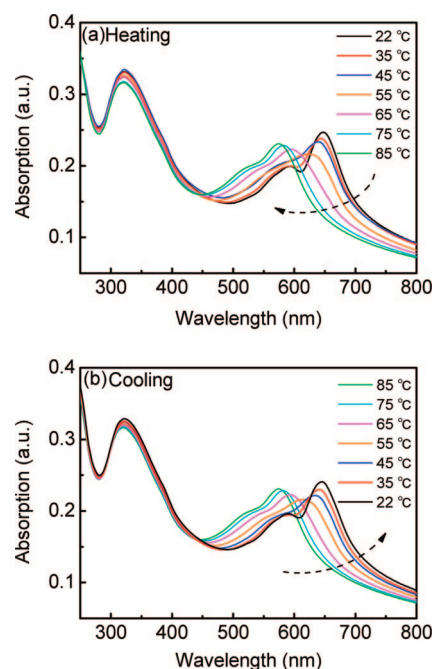 (a)Heating
0.4
0.3
0.2
0.1
22 ℃
35 ℃
45 ℃
55 ℃
65 ℃
75 ℃
85 ℃
Absorption (a.u.)
300 400 500 600 700 800
Wavelength (nm)
(b)Cooling
0.4
0.3
0.2
0.1
85 ℃
75 ℃
65 ℃
55 ℃
45 ℃
35 ℃
22 ℃
Absorption (a.u.)
300 400 500 600 700 800
Wavelength (nm)